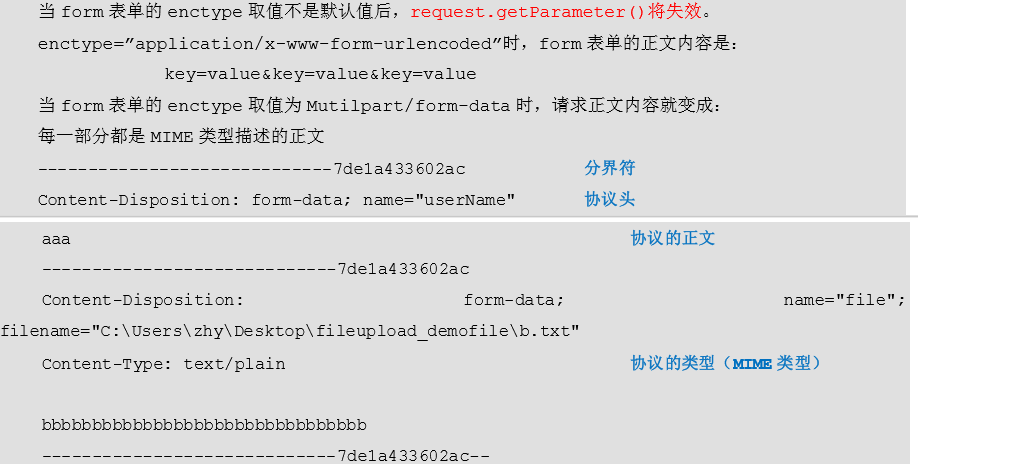 当 form 表单的 enctype 取值不是默认值后，request.getParameter()将失效。
enctype=”application/x-www-form-urlencoded”时，form 表单的正文内容是：
key=value&key=value&key=value
当 form 表单的 enctype 取值为 Mutilpart/form-data 时，请求正文内容就变成：
每一部分都是 MIME 类型描述的正文
-----------------------------7de1a433602ac 分界符
Content-Disposition: form-data; name="userName" 协议头
aaa 协议的正文
-----------------------------7de1a433602ac
Content-Disposition: form-data; name="file";
filename="C:\Users\zhy\Desktop\fileupload_demofile\b.txt"
Content-Type: text/plain 协议的类型（MIME 类型）
bbbbbbbbbbbbbbbbbbbbbbbbbbbbbbbb
-----------------------------7de1a433602ac--